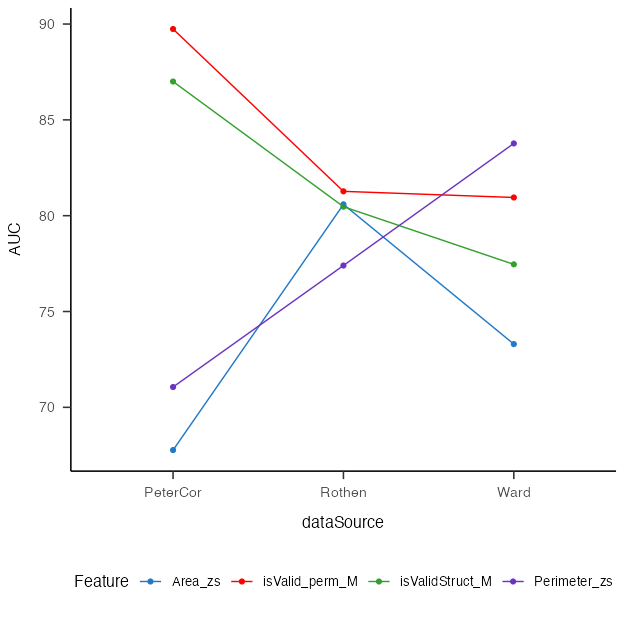 90
85
80
75
70
AUC
PeterCor Rothen Ward
dataSource
Feature Area_zs isValid_perm_M isValidStruct_M Perimeter_zs